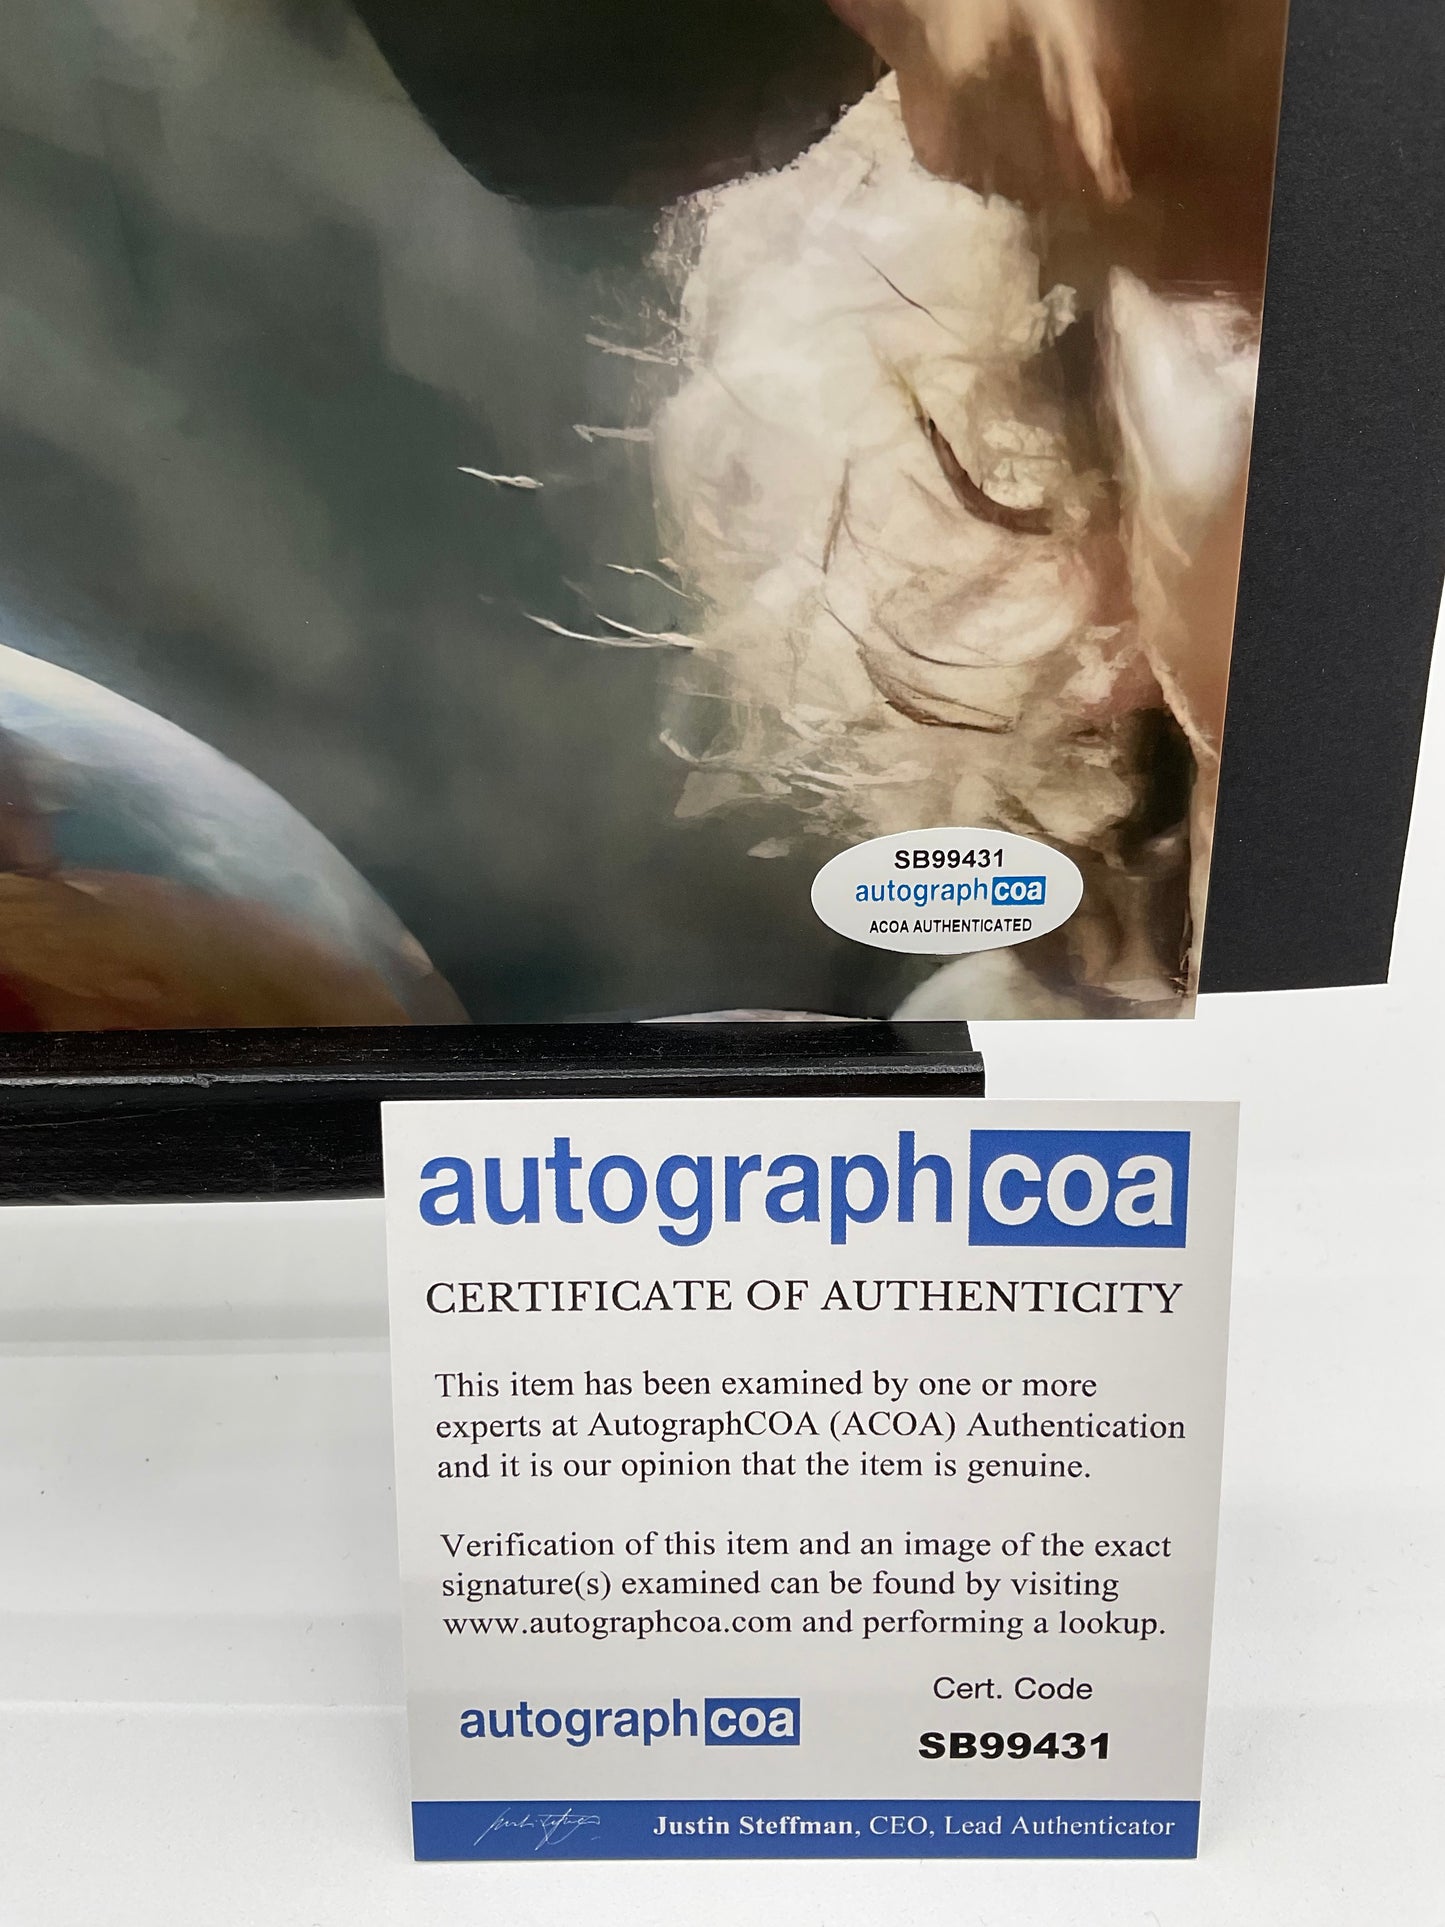 SB99431
autographcoa
ACOA AUTHENTICATED
autographcoa
CERTIFICATE OF AUTHENTICITY
This item has been examined by one or more
experts at AutographCOA (ACOA) Authentication
and it is our opinion that the item is genuine.
Verification of this item and an image of the exact
signature(s) examined can be found by visiting
www.autographcoa.com and performing a lookup.
Cert. Code
autographcoa
SB99431
Justin Steffman, CEO, Lead Authenticator